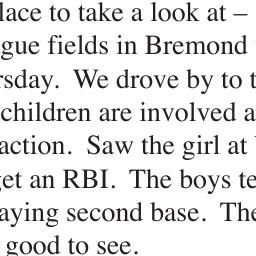 lace to take a look at –
gue fields in Bremond
rsday. We drove by to t
children are involved a
action. Saw the girl at
get an RBI. The boys te
aying second base. The
good to see.